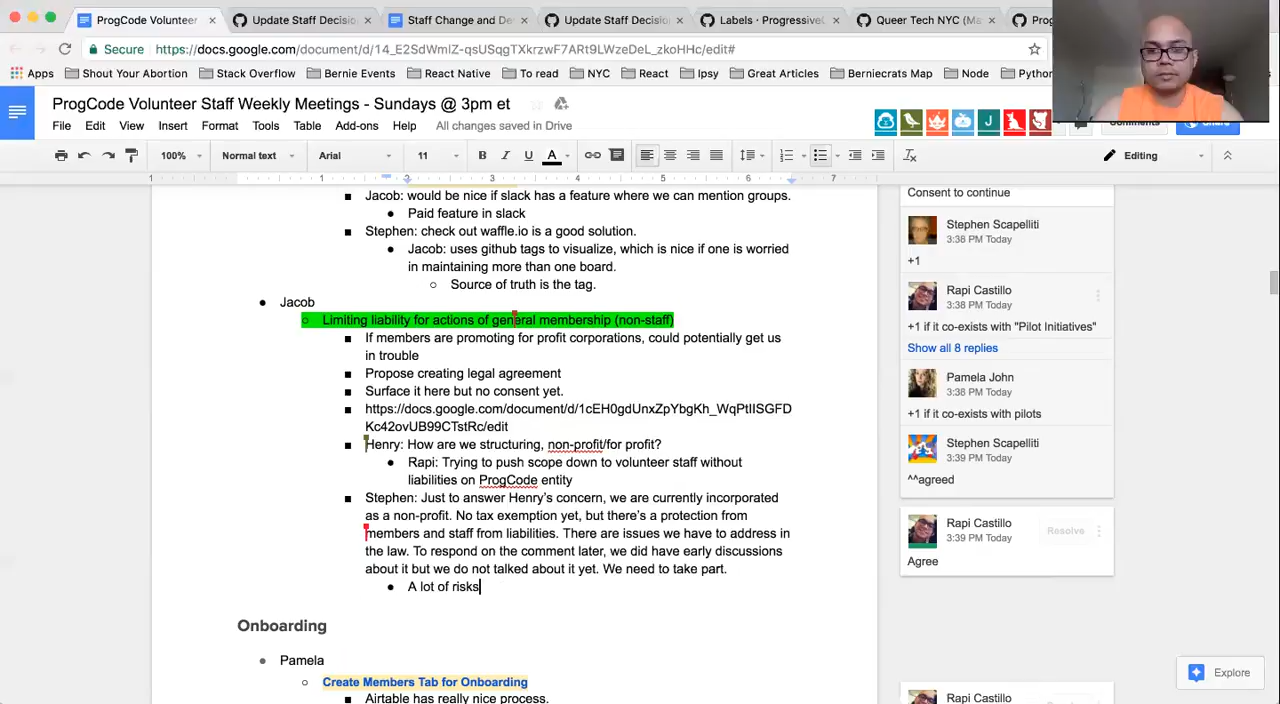 ProgCode Volunteer
Update Staff Decisio
Staff Change and De
Update Staff Decisio
Labels · Progressive
Queer Tech NYC (Ma
Prog
Secure
https://docs.google.com/document/d/14_E2SdWmIZ-qsUSqgTXkrzwF7ARt9LWzeDeL_zkoHHc/edit#
Apps
Shout Your Abortion
Stack Overflow
Bernie Events
React Native
To read
NYC
React
Ipsy
Great Articles
Berniecrats Map
Node
Python
ProgCode Volunteer Staff Weekly Meetings - Sundays @ 3pm et
File Edit View Insert Format Tools Table Add-ons Help All changes saved in Drive
J
Comments
Share
100% Normal text Arial 11 B I U A Editing
1 1 2 3 4 5 6 7
Jacob: would be nice if slack has a feature where we can mention groups.
Paid feature in slack
Stephen: check out waffle.io is a good solution.
Jacob: uses github tags to visualize, which is nice if one is worried
in maintaining more than one board.
Source of truth is the tag.
Jacob
Limiting liability for actions of general membership (non-staff)
If members are promoting for profit corporations, could potentially get us
in trouble
Propose creating legal agreement
Surface it here but no consent yet.
https://docs.google.com/document/d/1cEH0gdUnxZpYbgKh_WqPtIISGFD
Kc42ovUB99CTstRc/edit
Henry: How are we structuring, non-profit/for profit?
Rapi: Trying to push scope down to volunteer staff without
liabilities on ProgCode entity
Stephen: Just to answer Henry's concern, we are currently incorporated
as a non-profit. No tax exemption yet, but there's a protection from
members and staff from liabilities. There are issues we have to address in
the law. To respond on the comment later, we did have early discussions
about it but we do not talked about it yet. We need to take part.
A lot of risks
Onboarding
Pamela
Create Members Tab for Onboarding
Airtable has really nice process.
Consent to continue
Stephen Scapelliti
3:38 PM Today
+1
Rapi Castillo
3:38 PM Today
+1 if it co-exists with "Pilot Initiatives"
Show all 8 replies
Pamela John
3:38 PM Today
+1 if it co-exists with pilots
Stephen Scapelliti
3:39 PM Today
^^agreed
Rapi Castillo
3:39 PM Today
Resolve
Agree
Explore
Rapi Castillo